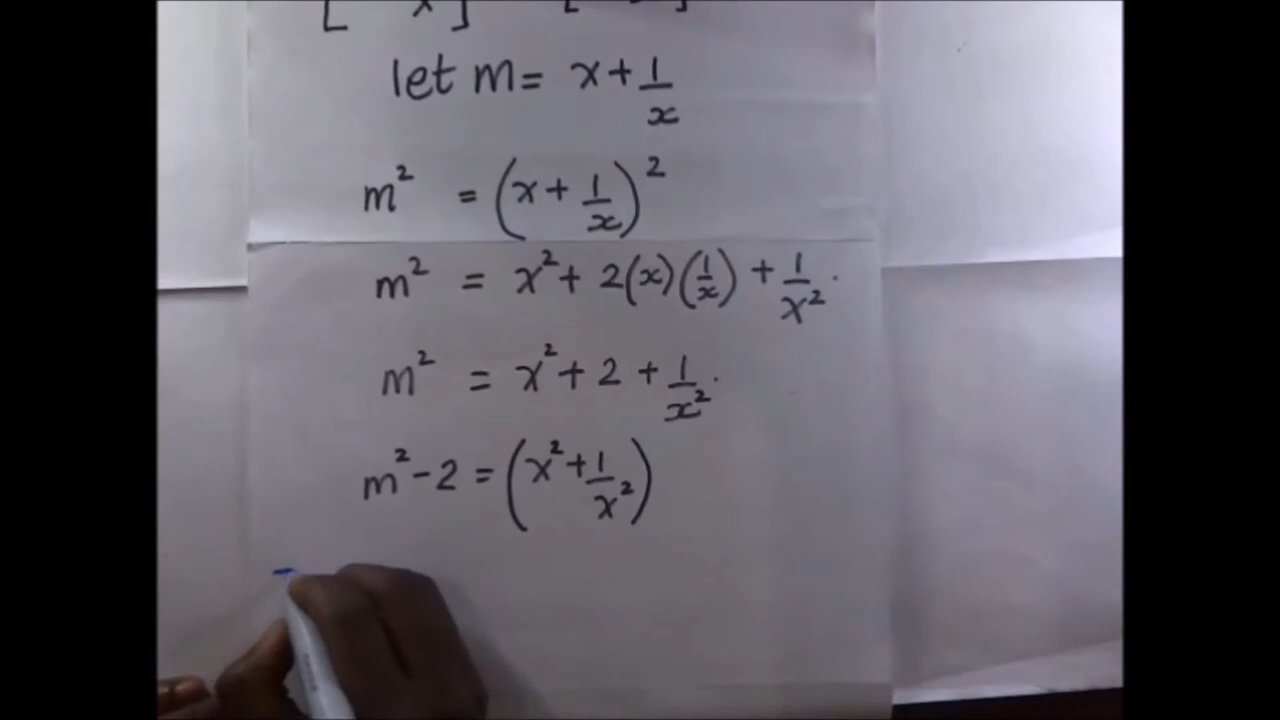 [ x ] [ ]
let m = x + 1/x
m² = (x + 1/x)²
m² = x² + 2(x)(1/x) + 1/x².
m² = x² + 2 + 1/x².
m² - 2 = (x² + 1/x²)